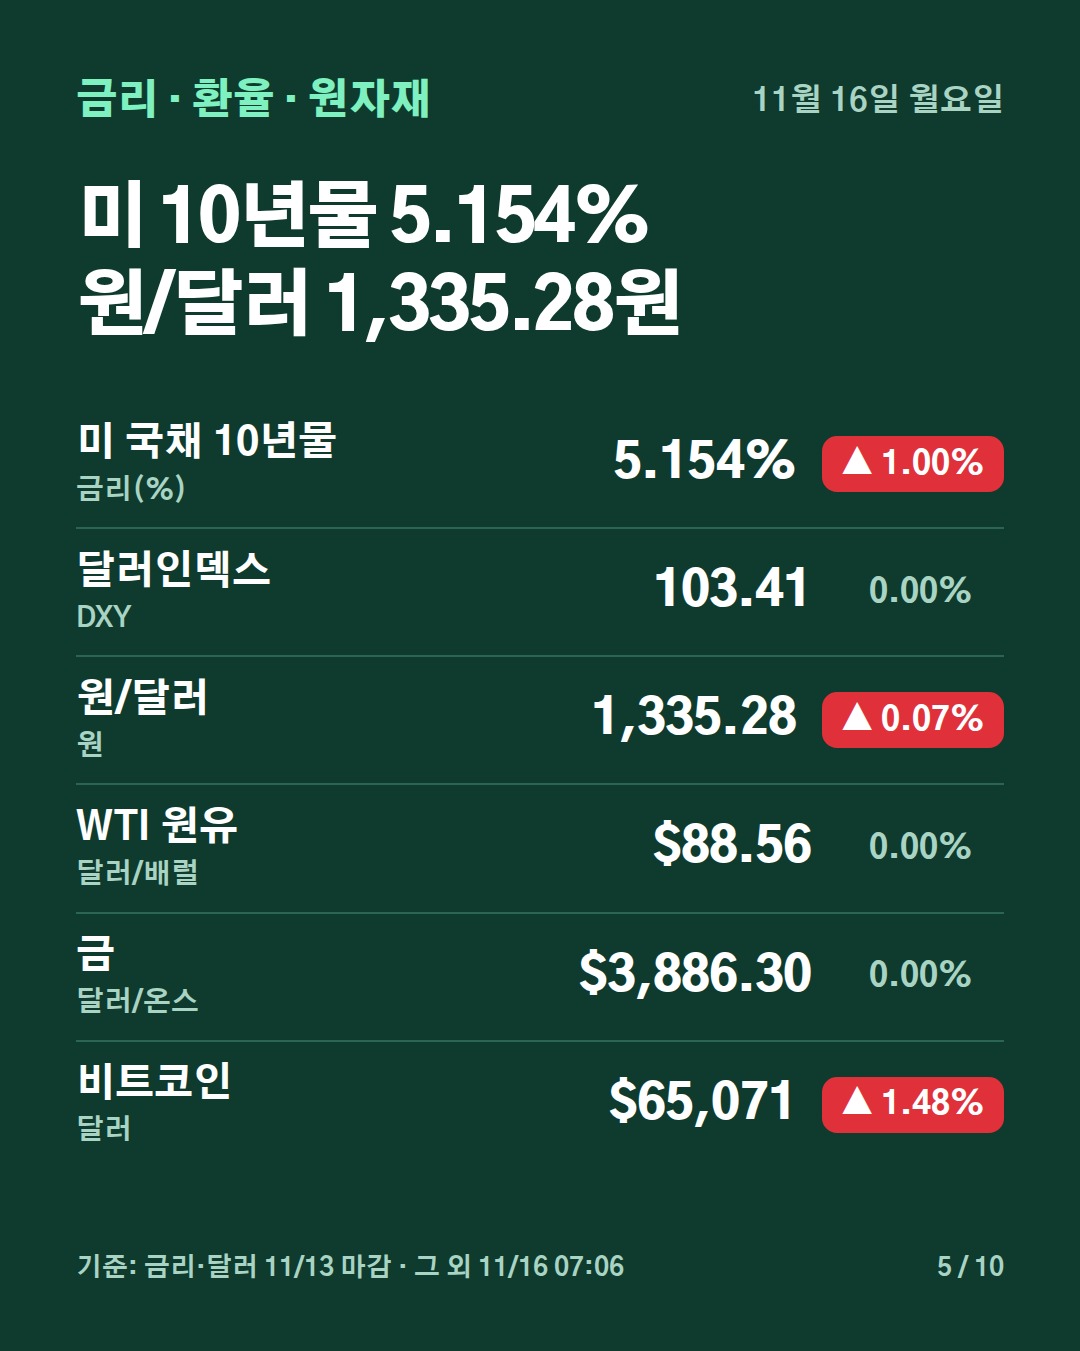 금리 · 환율 · 원자재
11월 16일 월요일
미 10년물 5.154%
원/달러 1,335.28원
미 국채 10년물
금리(%)
5.154%
▲ 1.00%
달러인덱스
DXY
103.41
0.00%
원/달러
원
1,335.28
▲ 0.07%
WTI 원유
달러/배럴
$88.56
0.00%
금
달러/온스
$3,886.30
0.00%
비트코인
달러
$65,071
▲ 1.48%
기준: 금리·달러 11/13 마감 · 그 외 11/16 07:06
5 / 10